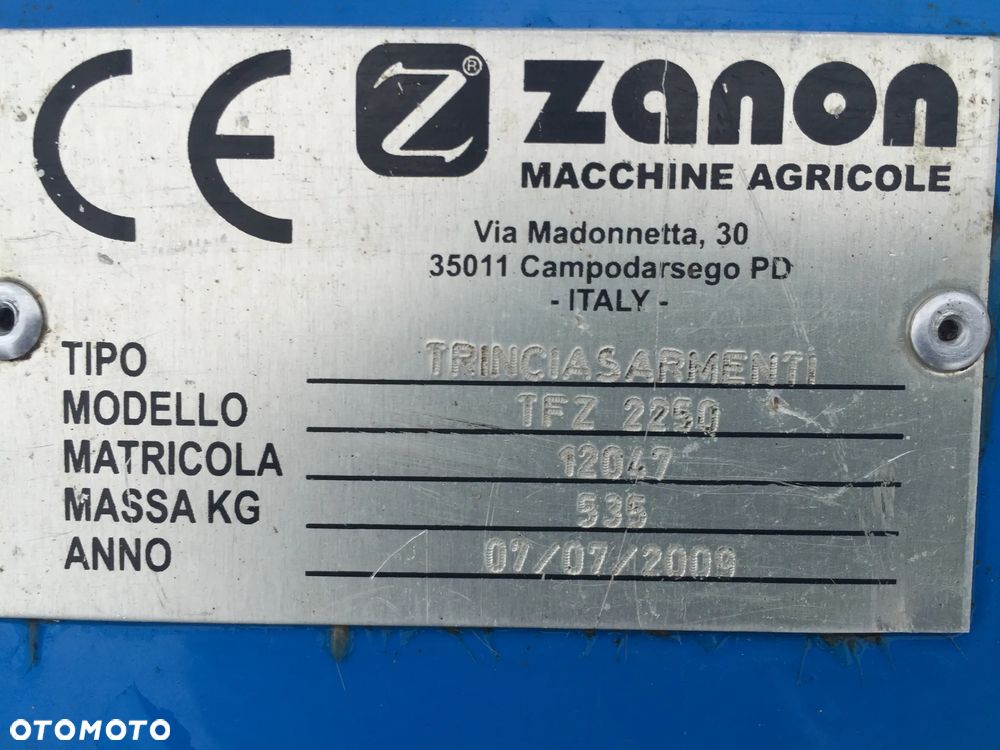 CE Z® zanon
MACCHINE AGRICOLE
Via Madonnetta, 30
35011 Campodarsego PD
- ITALY -
TIPO TRINCIASARMENTI
MODELLO TFZ 2250
MATRICOLA 12047
MASSA KG 535
ANNO 07/07/2009
OTOMOTO